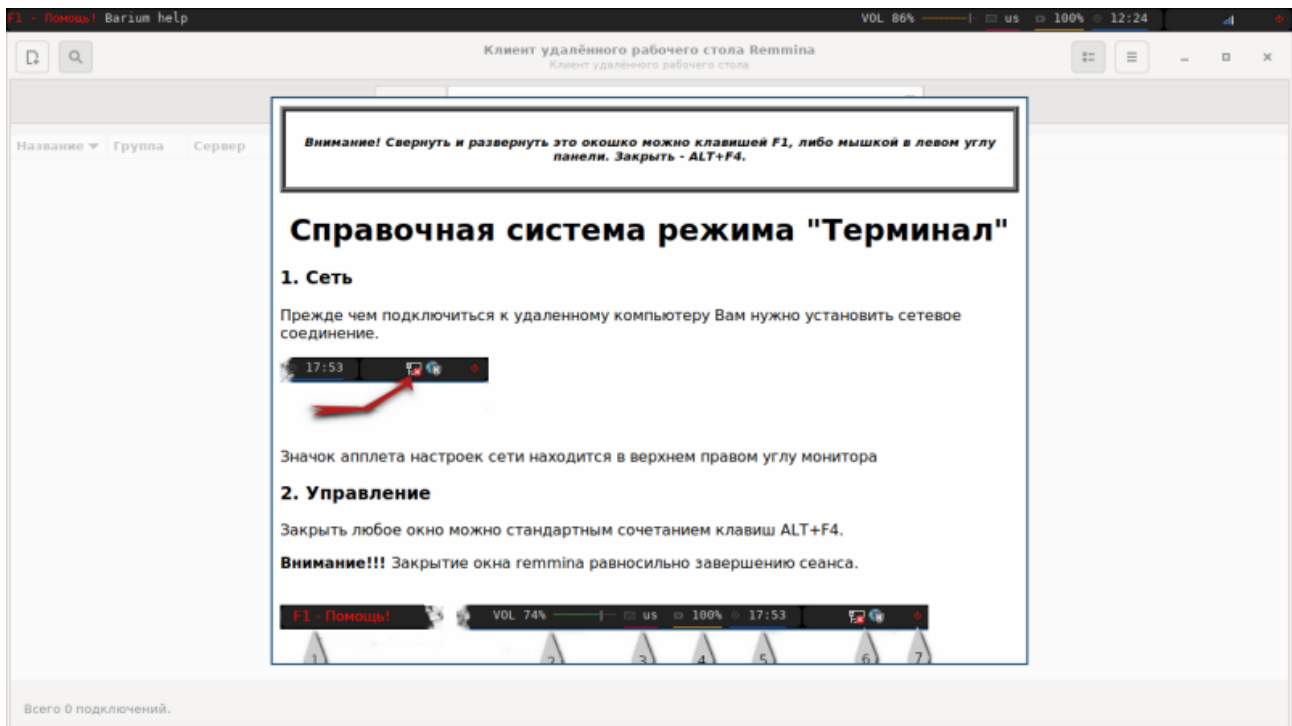 F1 - Помощь! Barium help VOL 86% us 100% 12:24
Клиент удалённого рабочего стола Remmina
Клиент удалённого рабочего стола
Название Группа Сервер
Внимание! Свернуть и развернуть это окошко можно клавишей F1, либо мышкой в левом углу
панели. Закрыть - ALT+F4.
Справочная система режима "Терминал"
1. Сеть
Прежде чем подключиться к удаленному компьютеру Вам нужно установить сетевое
соединение.
17:53
Значок апплета настроек сети находится в верхнем правом углу монитора
2. Управление
Закрыть любое окно можно стандартным сочетанием клавиш ALT+F4.
Внимание!!! Закрытие окна remmina равносильно завершению сеанса.
F1 - Помощь! VOL 74% us 100% 17:53
1 2 3 4 5 6 7
Всего 0 подключений.